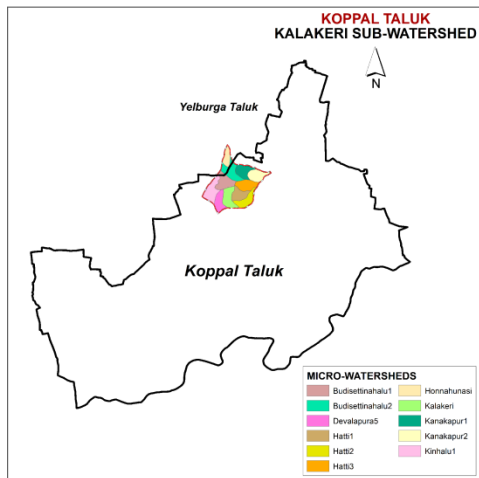 KOPPAL TALUK
KALAKERI SUB-WATERSHED
N
Yelburga Taluk
Koppal Taluk
MICRO-WATERSHEDS
Budisettinahalu1
Budisettinahalu2
Devalapura5
Hatti1
Hatti2
Hatti3
Honnahunasi
Kalakeri
Kanakapur1
Kanakapur2
Kinhalu1